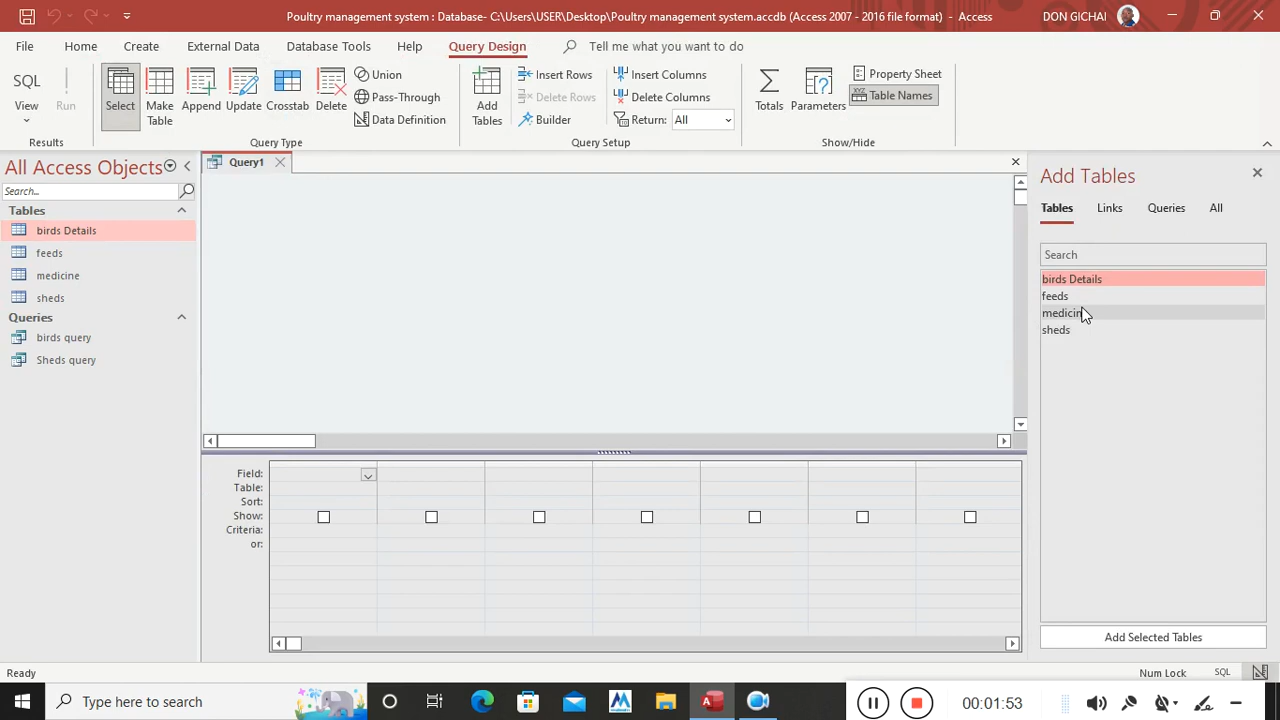 Poultry management system : Database- C:\Users\USER\Desktop\Poultry management system.accdb (Access 2007 - 2016 file format) - Access
DON GICHAI
File Home Create External Data Database Tools Help Query Design Tell me what you want to do
SQL
View
Run
Results
Select
Make Table
Append
Update
Crosstab
Delete
Union
Pass-Through
Data Definition
Query Type
Add Tables
Insert Rows
Delete Rows
Builder
Insert Columns
Delete Columns
Return: All
Query Setup
Totals
Parameters
Property Sheet
XYZ Table Names
Show/Hide
All Access Objects
Search...
Tables
birds Details
feeds
medicine
sheds
Queries
birds query
Sheds query
Query1
Field:
Table:
Sort:
Show:
Criteria:
or:
Add Tables
Tables Links Queries All
Search
birds Details
feeds
medicin
sheds
Add Selected Tables
Ready
Num Lock SQL
Type here to search
00:01:53